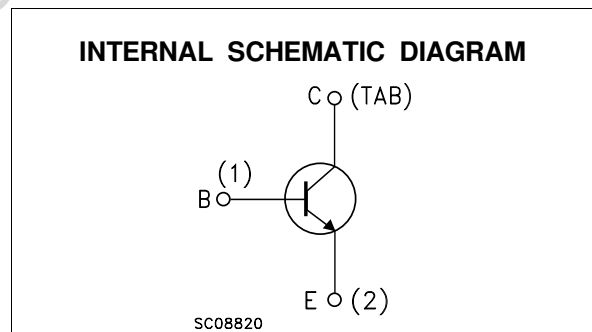 INTERNAL SCHEMATIC DIAGRAM
C (TAB)
(1)
B
E (2)
SC08820